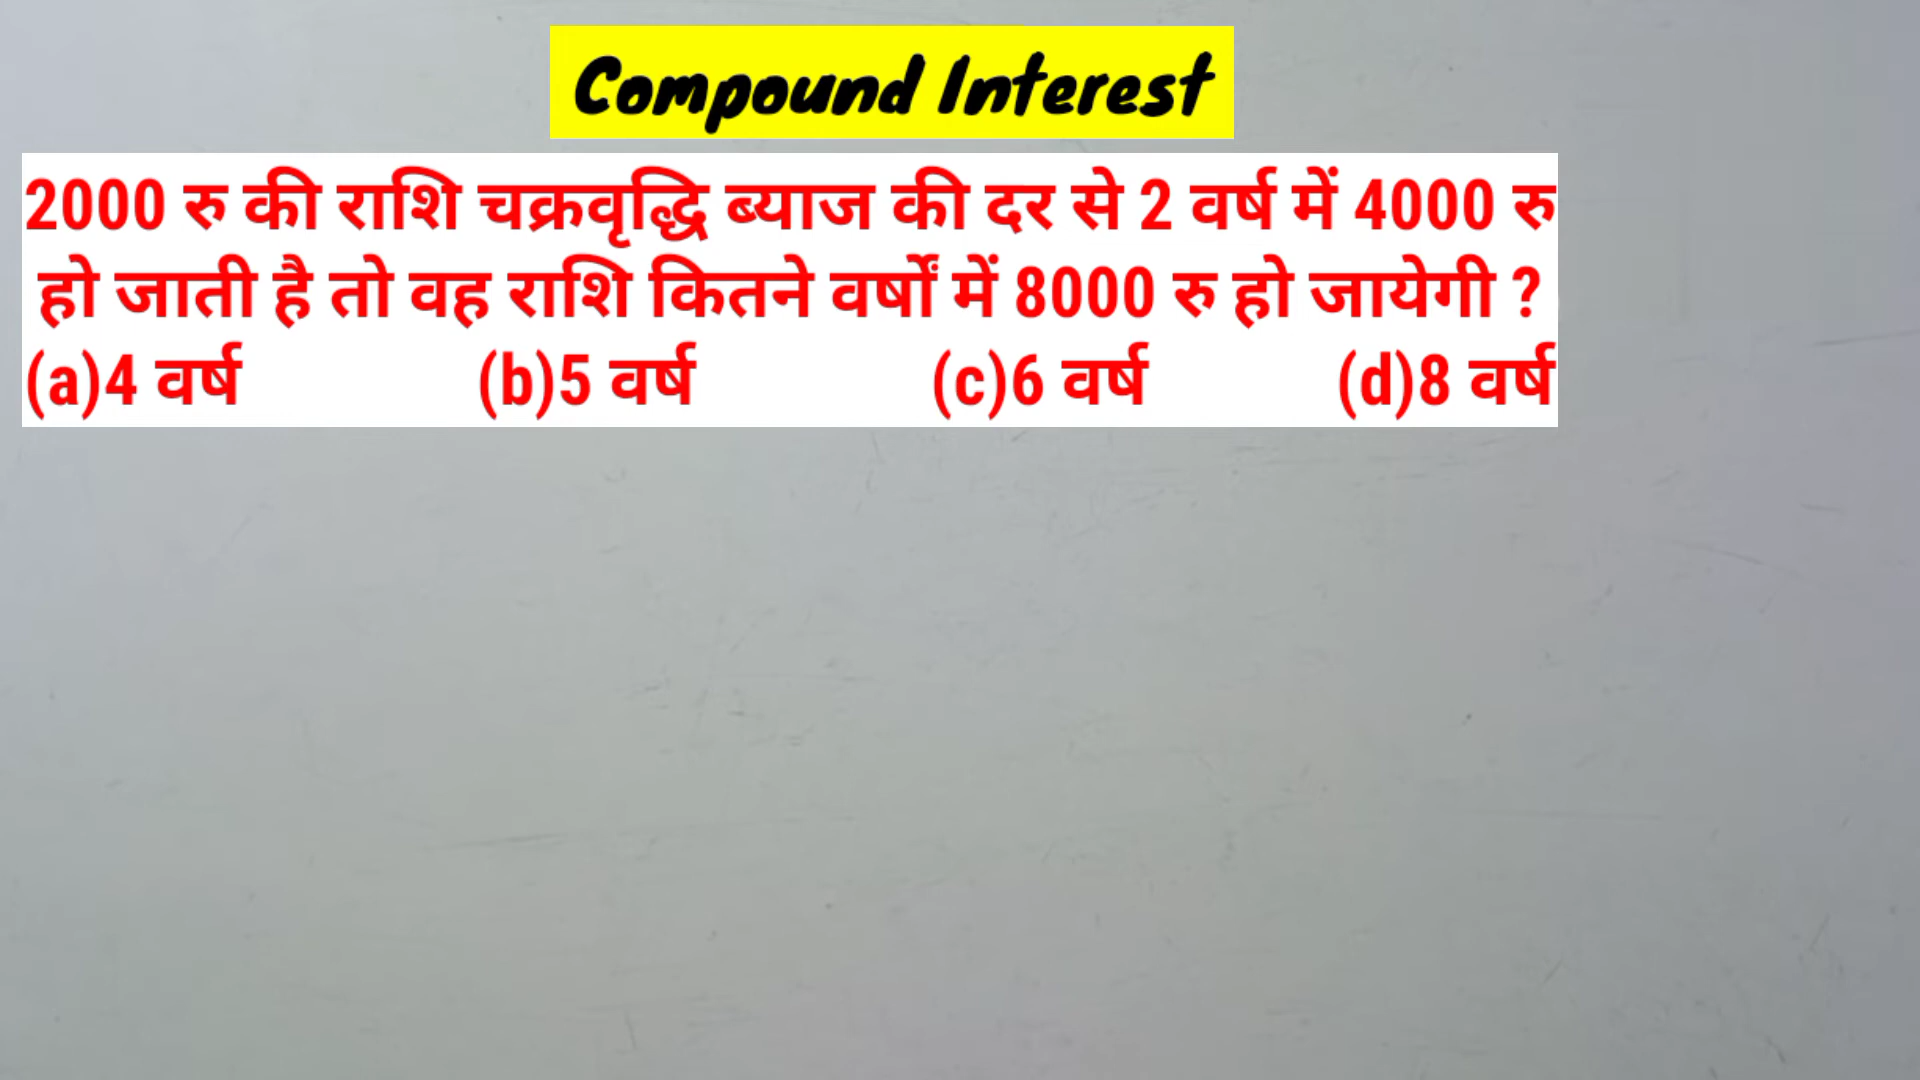 Compound Interest
2000 रु की राशि चक्रवृद्धि ब्याज की दर से 2 वर्ष में 4000 रु
हो जाती है तो वह राशि कितने वर्षों में 8000 रु हो जायेगी ?
(a)4 वर्ष (b)5 वर्ष (c)6 वर्ष (d)8 वर्ष